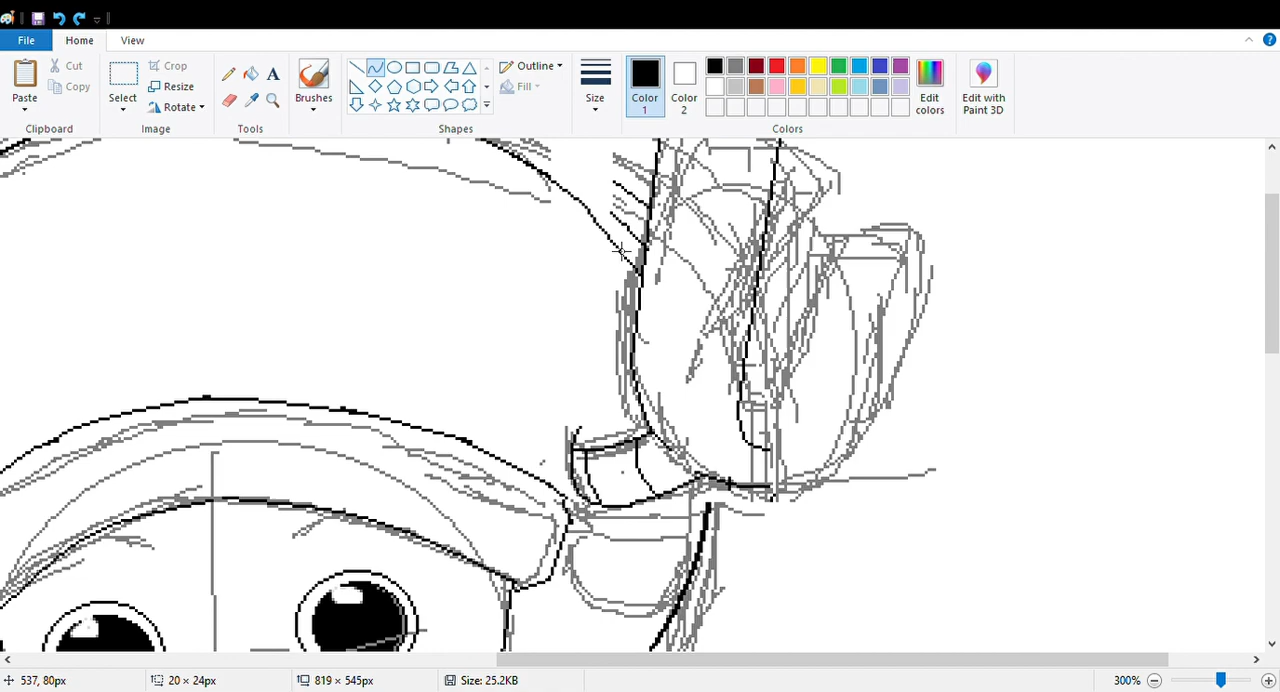 File Home View
Cut
Copy
Paste
Clipboard
Select
Crop
Resize
Rotate
Image
A
Tools
Brushes
Outline
Fill
Shapes
Size
Color 1
Color 2
Edit colors
Edit with Paint 3D
Colors
537, 80px 20 × 24px 819 × 545px Size: 25.2KB 300%